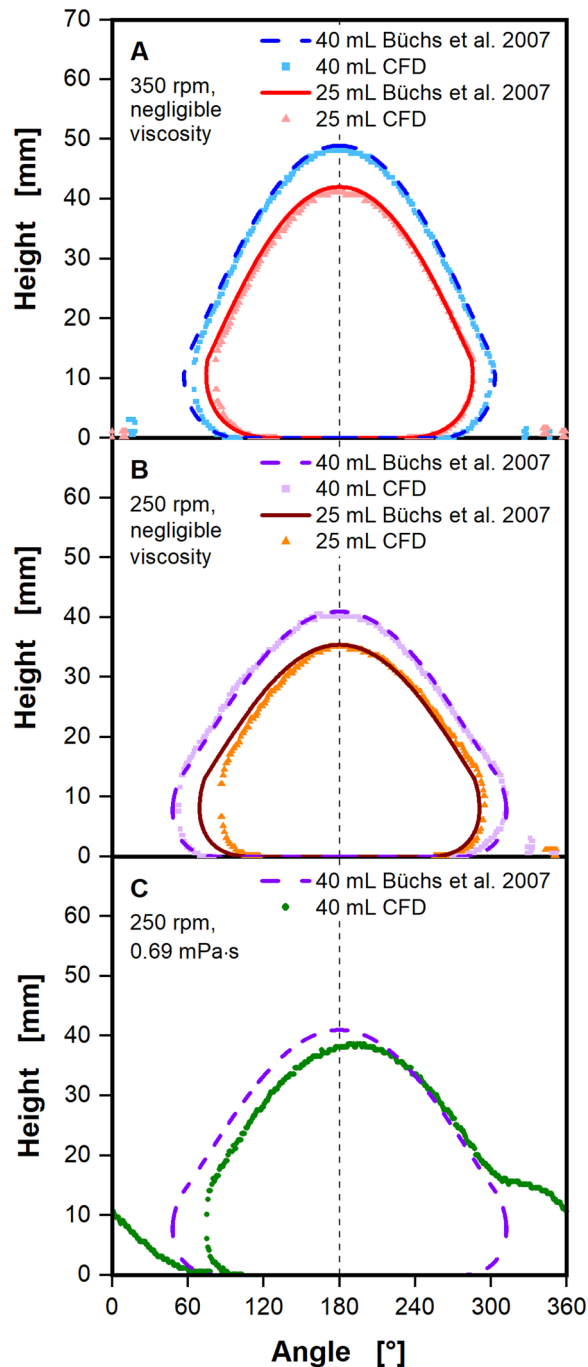 70
60
50
40
30
20
10
0
Height [mm]
A
350 rpm,
negligible
viscosity
40 mL Büchs et al. 2007
40 mL CFD
25 mL Büchs et al. 2007
25 mL CFD
60
50
40
30
20
10
0
Height [mm]
B
250 rpm,
negligible
viscosity
40 mL Büchs et al. 2007
40 mL CFD
25 mL Büchs et al. 2007
25 mL CFD
60
50
40
30
20
10
0
Height [mm]
C
250 rpm,
0.69 mPa·s
40 mL Büchs et al. 2007
40 mL CFD
0 60 120 180 240 300 360
Angle [°]